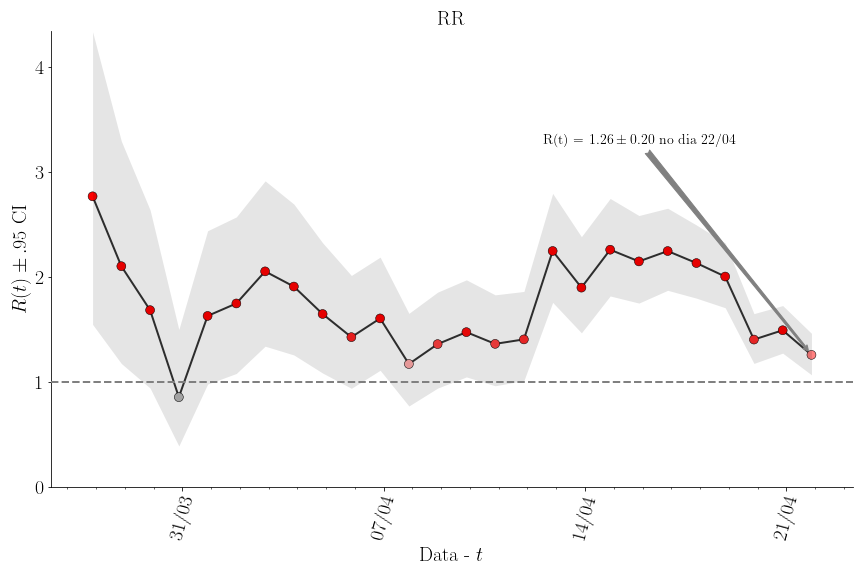 RR
R(t) = 1.26 ± 0.20 no dia 22/04
R(t) ± .95 CI
4
3
2
1
0
31/03
07/04
14/04
21/04
Data - t